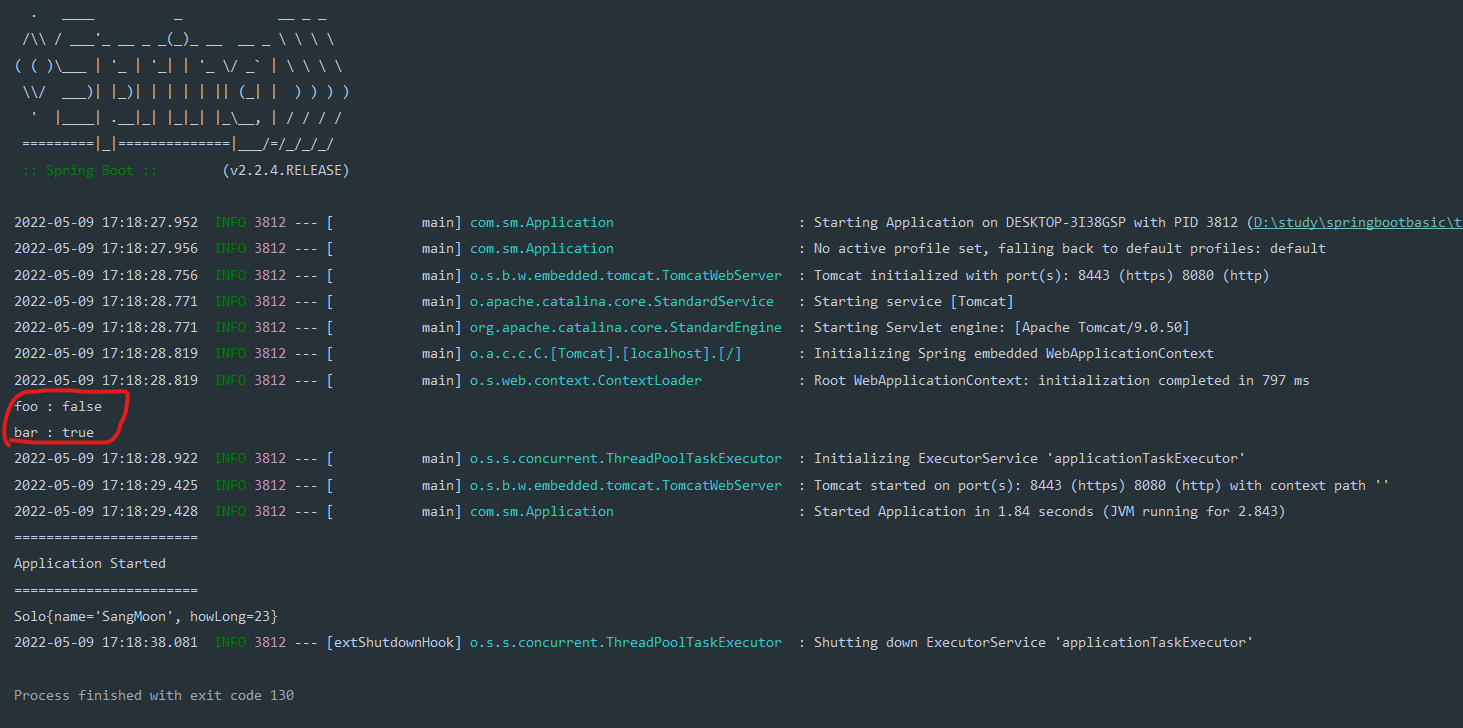 .   ____          _            __ _ _
 /\\ / ___'_ __ _ _(_)_ __  __ _ \ \ \ \
( ( )\___ | '_ | '_| | '_ \/ _` | \ \ \ \
 \\/  ___)| |_)| | | | | || (_| |  ) ) ) )
  '  |____| .__|_| |_|_| |_\__, | / / / /
 =========|_|==============|___/=/_/_/_/
 :: Spring Boot ::        (v2.2.4.RELEASE)
2022-05-09 17:18:27.952  INFO 3812 --- [           main] com.sm.Application                       : Starting Application on DESKTOP-3I38GSP with PID 3812 (D:\study\springbootbasic\t
2022-05-09 17:18:27.956  INFO 3812 --- [           main] com.sm.Application                       : No active profile set, falling back to default profiles: default
2022-05-09 17:18:28.756  INFO 3812 --- [           main] o.s.b.w.embedded.tomcat.TomcatWebServer  : Tomcat initialized with port(s): 8443 (https) 8080 (http)
2022-05-09 17:18:28.771  INFO 3812 --- [           main] o.apache.catalina.core.StandardService   : Starting service [Tomcat]
2022-05-09 17:18:28.771  INFO 3812 --- [           main] org.apache.catalina.core.StandardEngine  : Starting Servlet engine: [Apache Tomcat/9.0.50]
2022-05-09 17:18:28.819  INFO 3812 --- [           main] o.a.c.c.C.[Tomcat].[localhost].[/]       : Initializing Spring embedded WebApplicationContext
2022-05-09 17:18:28.819  INFO 3812 --- [           main] o.s.web.context.ContextLoader            : Root WebApplicationContext: initialization completed in 797 ms
foo : false
bar : true
2022-05-09 17:18:28.922  INFO 3812 --- [           main] o.s.s.concurrent.ThreadPoolTaskExecutor  : Initializing ExecutorService 'applicationTaskExecutor'
2022-05-09 17:18:29.425  INFO 3812 --- [           main] o.s.b.w.embedded.tomcat.TomcatWebServer  : Tomcat started on port(s): 8443 (https) 8080 (http) with context path ''
2022-05-09 17:18:29.428  INFO 3812 --- [           main] com.sm.Application                       : Started Application in 1.84 seconds (JVM running for 2.843)
=======================
Application Started
=======================
Solo{name='SangMoon', howLong=23}
2022-05-09 17:18:38.081  INFO 3812 --- [extShutdownHook] o.s.s.concurrent.ThreadPoolTaskExecutor  : Shutting down ExecutorService 'applicationTaskExecutor'
Process finished with exit code 130